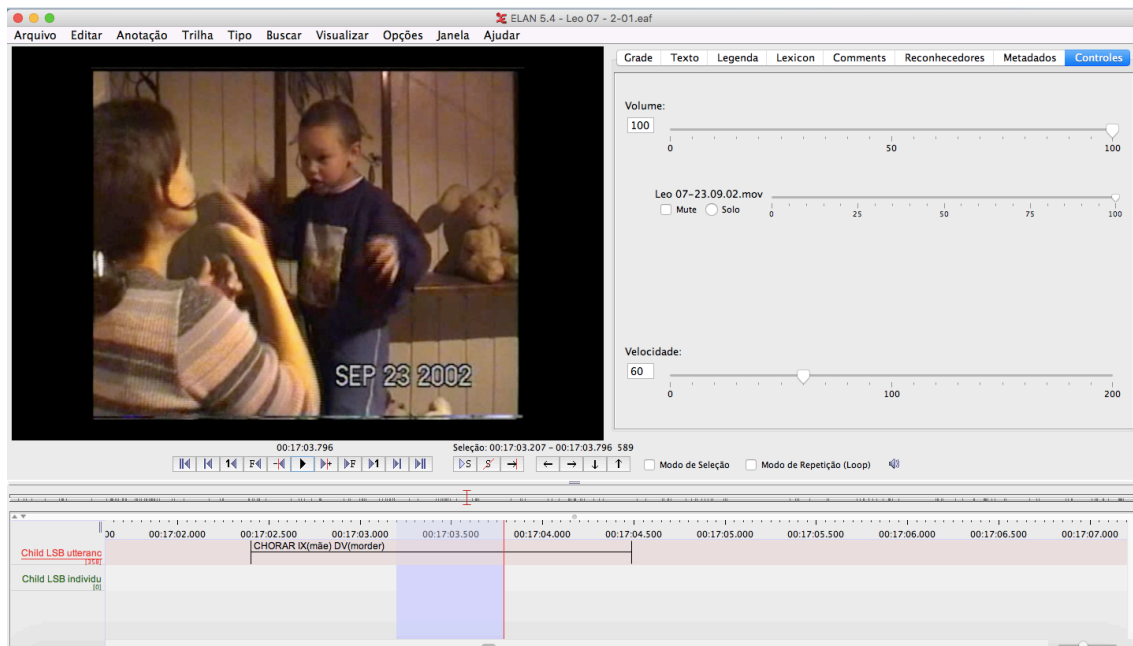 ELAN 5.4 - Leo 07 - 2-01.eaf
Arquivo Editar Anotação Trilha Tipo Buscar Visualizar Opções Janela Ajudar
Grade Texto Legenda Lexicon Comments Reconhecedores Metadados Controles
Volume:
100
0 50 100
Leo 07-23.09.02.mov
Mute Solo
0 25 50 75 100
SEP 23 2002
Velocidade:
60
0 100 200
00:17:03.796
Seleção: 00:17:03.207 - 00:17:03.796 589
Modo de Seleção Modo de Repetição (Loop)
00 00:17:02.000 00:17:02.500 00:17:03.000 00:17:03.500 00:17:04.000 00:17:04.500 00:17:05.000 00:17:05.500 00:17:06.000 00:17:06.500 00:17:07.000
CHORAR IX(mãe) DV(morder)
Child LSB utteranc
[358]
Child LSB individu
[0]